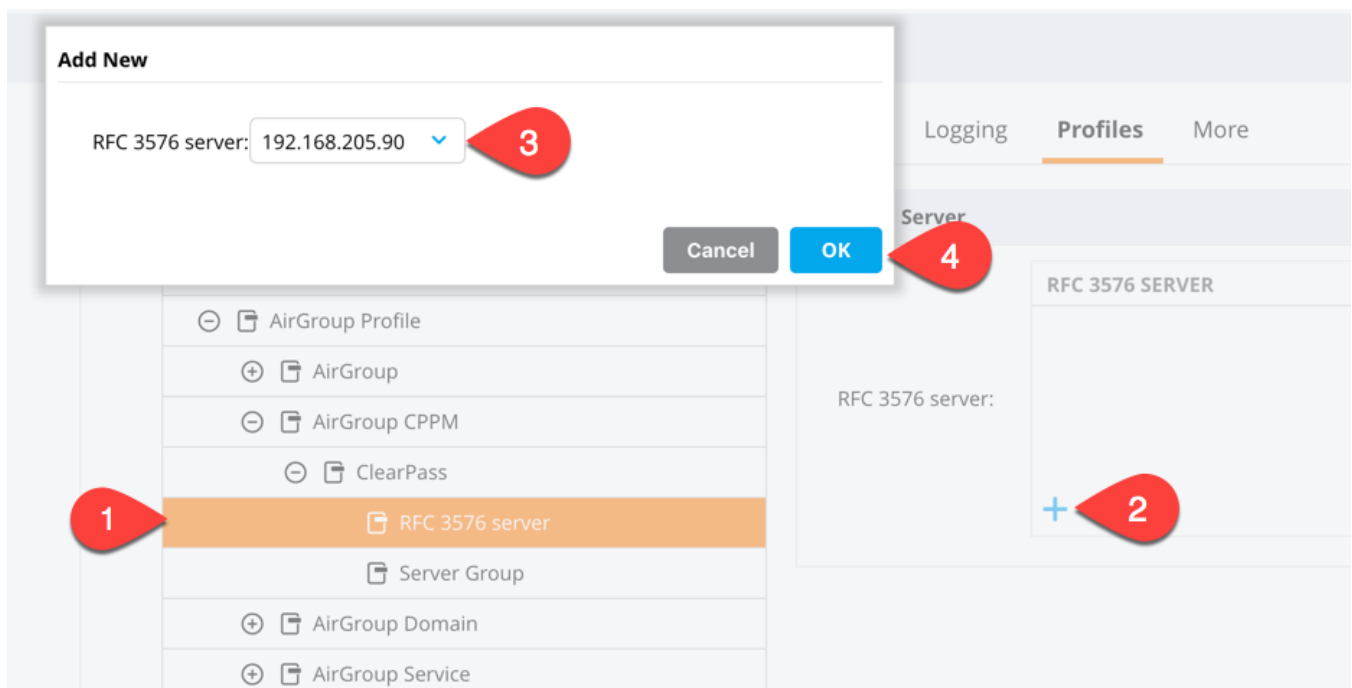 Add New
RFC 3576 server: 192.168.205.90
3
Cancel
OK
4
Logging
Profiles
More
Server
RFC 3576 SERVER
RFC 3576 server:
2
AirGroup Profile
AirGroup
AirGroup CPPM
ClearPass
1
RFC 3576 server
Server Group
AirGroup Domain
AirGroup Service